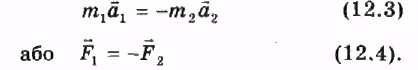 m₁a⃗₁ = −m₂a⃗₂ (12.3)
або F⃗₁ = −F⃗₂ (12.4).